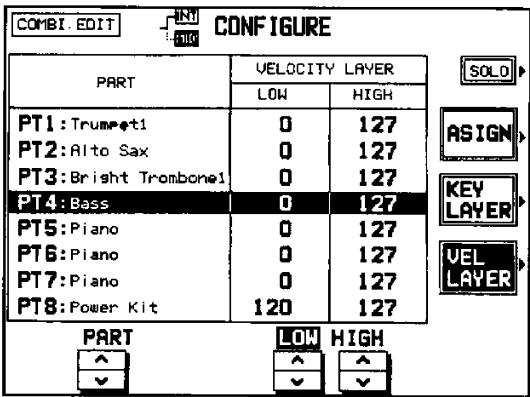 COMBI.EDIT INT CONFIGURE
PART VELOCITY LAYER SOLO
LOW HIGH
PT1:Trumpet1 0 127 ASIGN
PT2:Alto Sax 0 127
PT3:Bright Trombone1 0 127 KEY LAYER
PT4:Bass 0 127
PT5:Piano 0 127
PT6:Piano 0 127 VEL LAYER
PT7:Piano 0 127
PT8:Power Kit 120 127
PART LOW HIGH